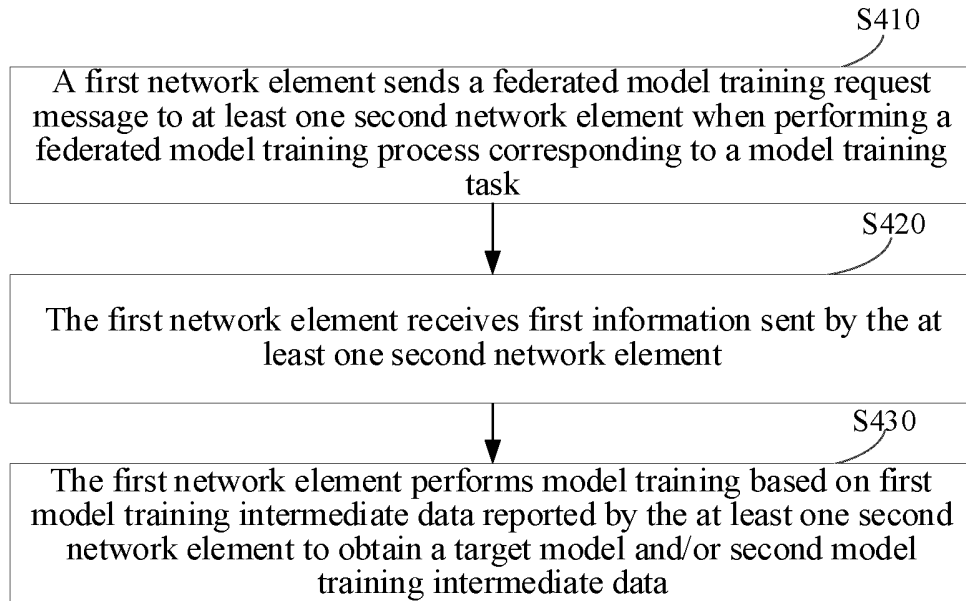 S410
A first network element sends a federated model training request
message to at least one second network element when performing a
federated model training process corresponding to a model training
task
S420
The first network element receives first information sent by the at
least one second network element
S430
The first network element performs model training based on first
model training intermediate data reported by the at least one second
network element to obtain a target model and/or second model
training intermediate data